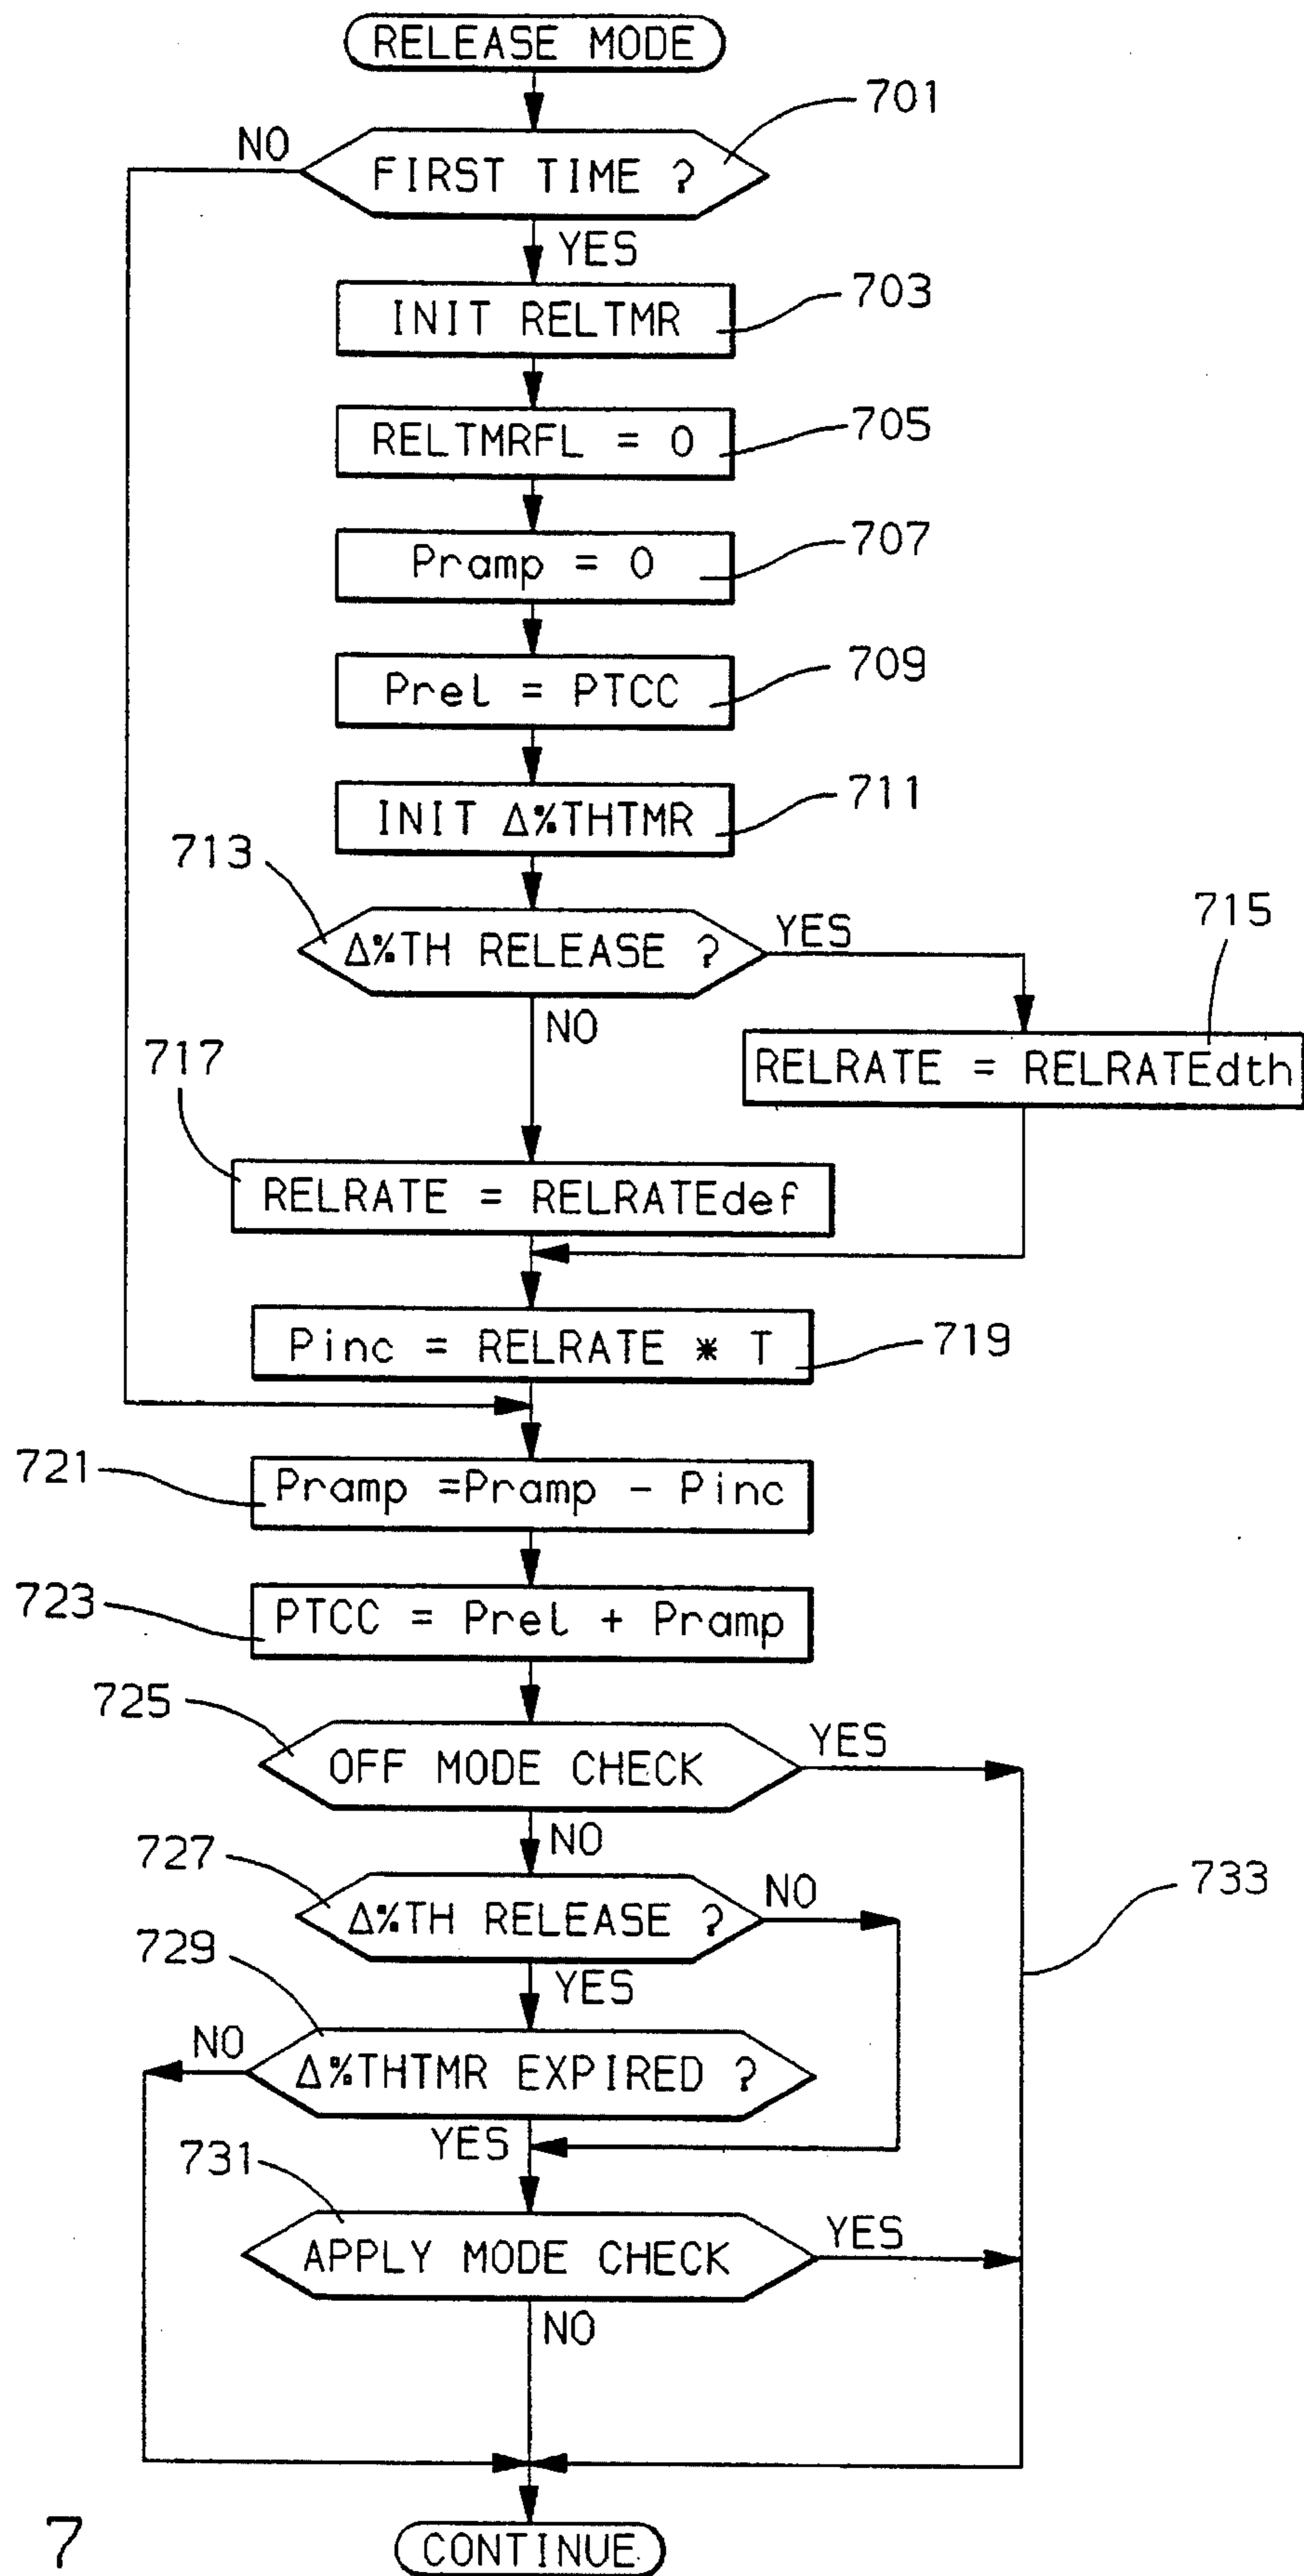 RELEASE MODE
701
NO
FIRST TIME ?
YES
703
INIT RELTMR
705
RELTMRFL = 0
707
Pramp = 0
709
Prel = PTCC
711
INIT Δ%THTMR
713
Δ%TH RELEASE ?
YES
715
NO
RELRATE = RELRATEdth
717
RELRATE = RELRATEdef
Pinc = RELRATE * T
719
721
Pramp =Pramp - Pinc
723
PTCC = Prel + Pramp
725
OFF MODE CHECK
YES
NO
727
Δ%TH RELEASE ?
NO
733
729
YES
NO
Δ%THTMR EXPIRED ?
YES
731
APPLY MODE CHECK
YES
NO
7
CONTINUE